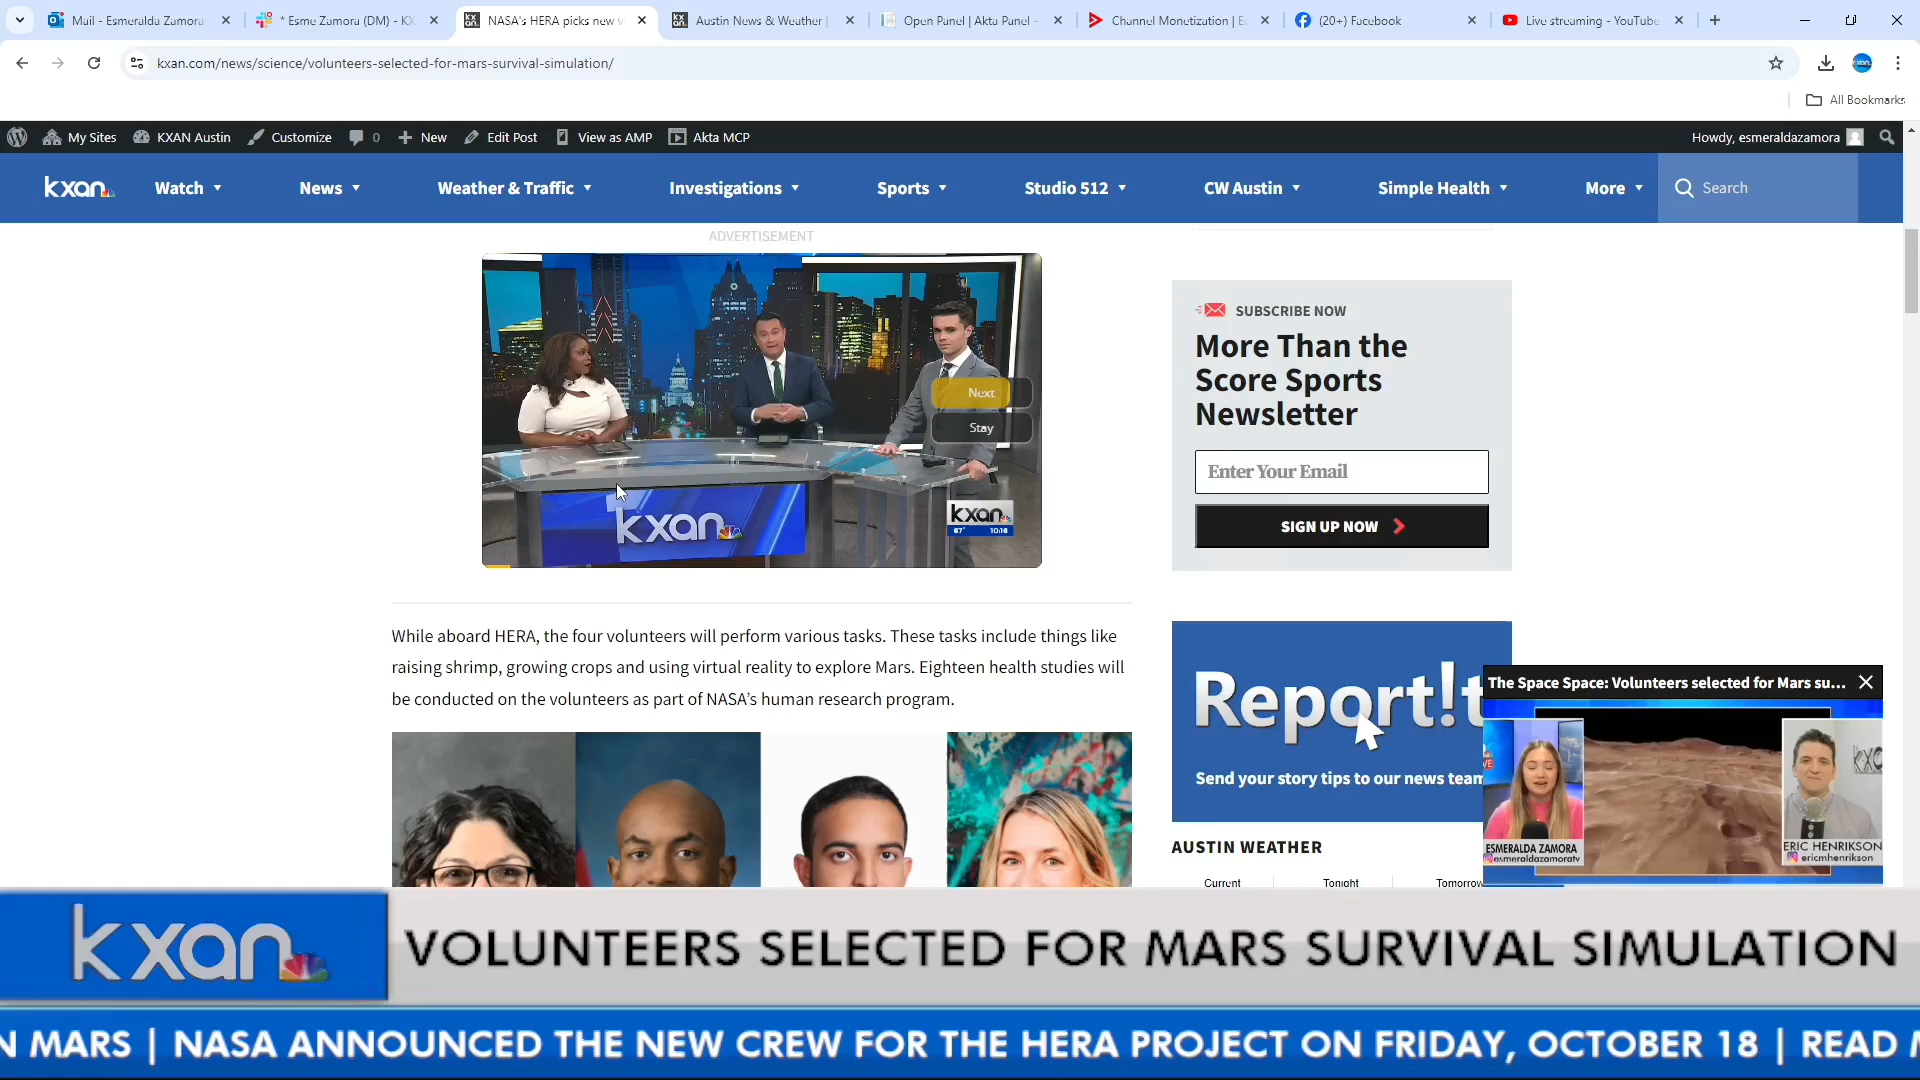 Mail - Esmeralda Zamora
* Esme Zamora (DM) - KX
NASA's HERA picks new v
Austin News & Weather |
Open Panel | Akta Panel -
Channel Monetization | Ec
(20+) Facebook
Live streaming - YouTube
kxan.com/news/science/volunteers-selected-for-mars-survival-simulation/
All Bookmarks
My Sites
KXAN Austin
Customize
0
New
Edit Post
View as AMP
Akta MCP
Howdy, esmeraldazamora
kxan
Watch
News
Weather & Traffic
Investigations
Sports
Studio 512
CW Austin
Simple Health
More
Search
ADVERTISEMENT
Next
Stay
kxan
kxan
67° 10:16
While aboard HERA, the four volunteers will perform various tasks. These tasks include things like
raising shrimp, growing crops and using virtual reality to explore Mars. Eighteen health studies will
be conducted on the volunteers as part of NASA's human research program.
SUBSCRIBE NOW
More Than the
Score Sports
Newsletter
Enter Your Email
SIGN UP NOW
Report!t
Send your story tips to our news team
AUSTIN WEATHER
Current
Tonight
Tomorrow
The Space Space: Volunteers selected for Mars su...
ESMERALDA ZAMORA
@esmeraldazamoratv
ERIC HENRIKSON
ericmhenrikson
kxan
VOLUNTEERS SELECTED FOR MARS SURVIVAL SIMULATION
N MARS | NASA ANNOUNCED THE NEW CREW FOR THE HERA PROJECT ON FRIDAY, OCTOBER 18 | READ M